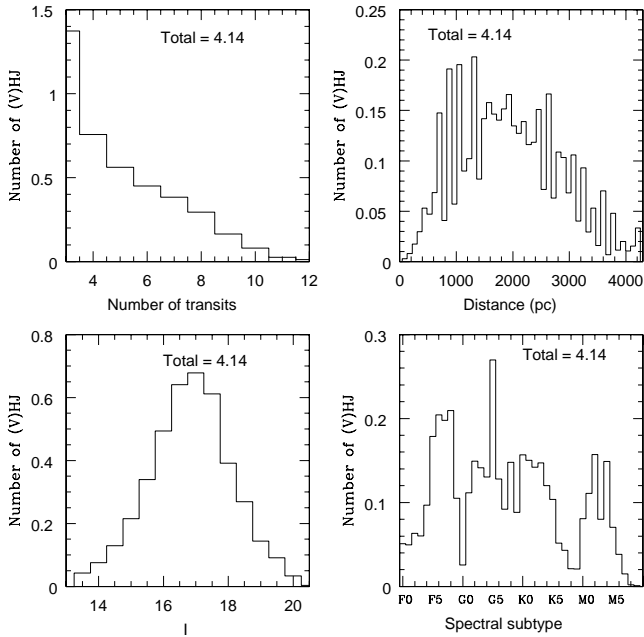 1.5
1
0.5
0
Total = 4.14
Number of (V)HJ
4 6 8 10 12
Number of transits
0.25
0.2
0.15
0.1
0.05
0
Total = 4.14
Number of (V)HJ
0 1000 2000 3000 4000
Distance (pc)
0.8
0.6
0.4
0.2
0
Total = 4.14
Number of (V)HJ
14 16 18 20
I
0.3
0.2
0.1
0
Total = 4.14
Number of (V)HJ
F0 F5 G0 G5 K0 K5 M0 M5
Spectral subtype